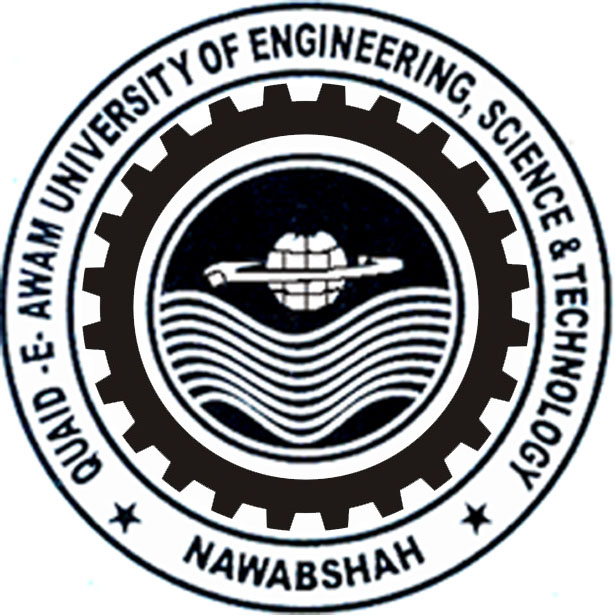 QUAID -E- AWAM UNIVERSITY OF ENGINEERING, SCIENCE & TECHNOLOGY
NAWABSHAH